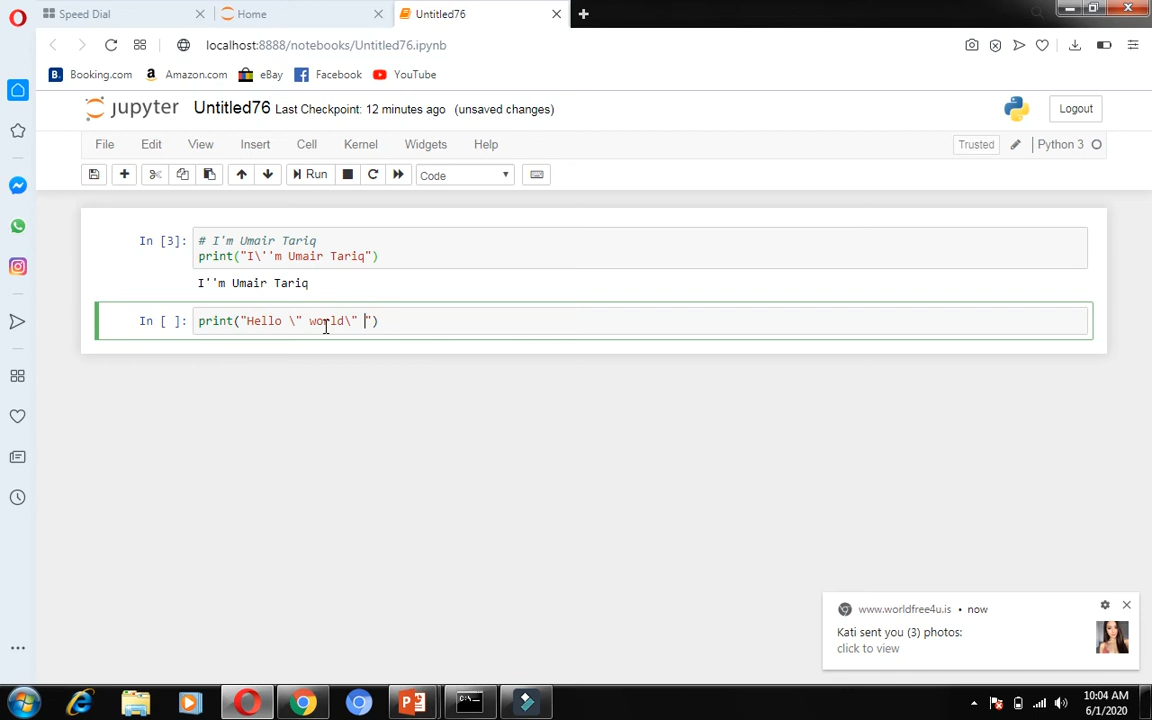 Speed Dial
Home
Untitled76
localhost:8888/notebooks/Untitled76.ipynb
B Booking.com
a Amazon.com
eBay
Facebook
YouTube
jupyter Untitled76 Last Checkpoint: 12 minutes ago (unsaved changes)
Logout
File Edit View Insert Cell Kernel Widgets Help
Trusted
Python 3
Run
Code
In [3]: # I'm Umair Tariq
print("I\''m Umair Tariq")
I''m Umair Tariq
In [ ]: print("Hello \" world\" ")
www.worldfree4u.is • now
Kati sent you (3) photos:
click to view
10:04 AM
6/1/2020